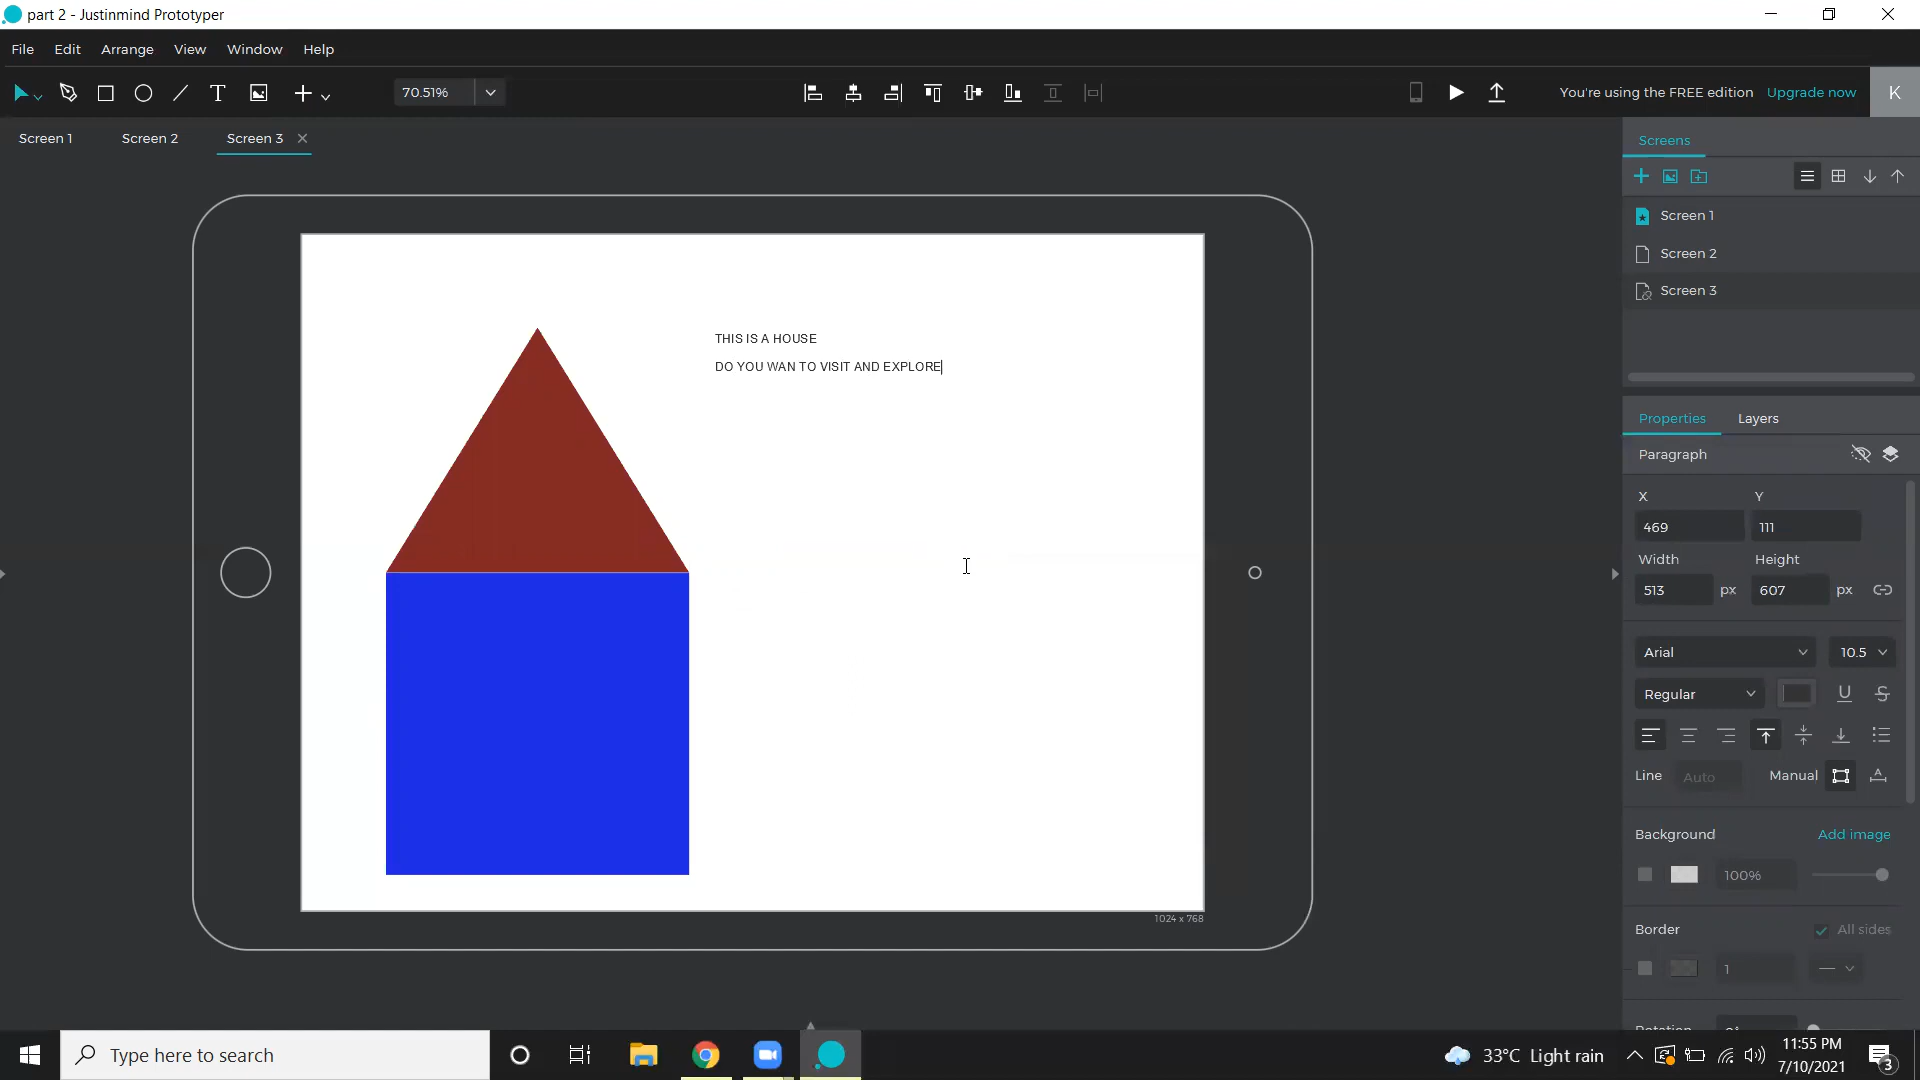 part 2 - Justinmind Prototyper
File Edit Arrange View Window Help
70.51%
You're using the FREE edition Upgrade now K
Screen 1 Screen 2 Screen 3
Screens
Screen 1
Screen 2
Screen 3
THIS IS A HOUSE
DO YOU WAN TO VISIT AND EXPLORE
1024 x 768
Properties Layers
Paragraph
X Y
469 111
Width Height
513 px 607 px
Arial 10.5
Regular U S
Line Auto Manual
Background Add image
100%
Border All sides
1
Rotation 0°
Type here to search
33°C Light rain
11:55 PM
7/10/2021
3